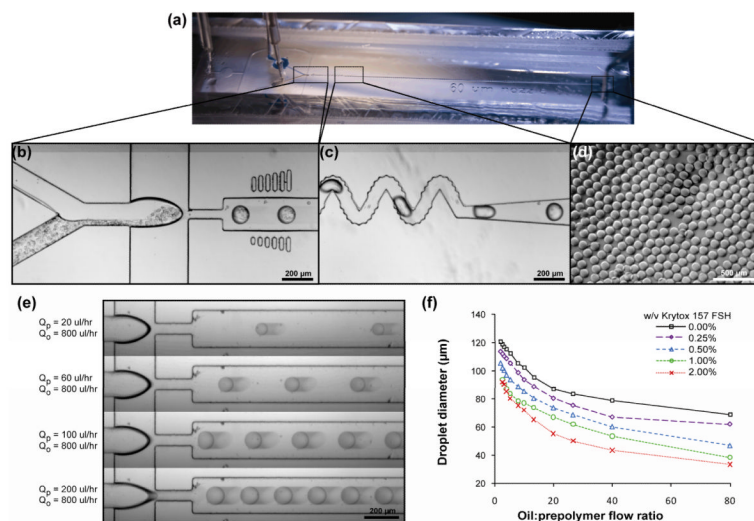 (a)
60 um nozzle
(b)
200 µm
(c)
200 µm
(d)
500 µm
(e)
Qp = 20 ul/hr
Qo = 800 ul/hr
Qp = 60 ul/hr
Qo = 800 ul/hr
Qp = 100 ul/hr
Qo = 800 ul/hr
Qp = 200 ul/hr
Qo = 800 ul/hr
200 µm
(f)
w/v Krytox 157 FSH
0.00%
0.25%
0.50%
1.00%
2.00%
Droplet diameter (µm)
140
120
100
80
60
40
20
0
20
40
60
80
Oil:prepolymer flow ratio